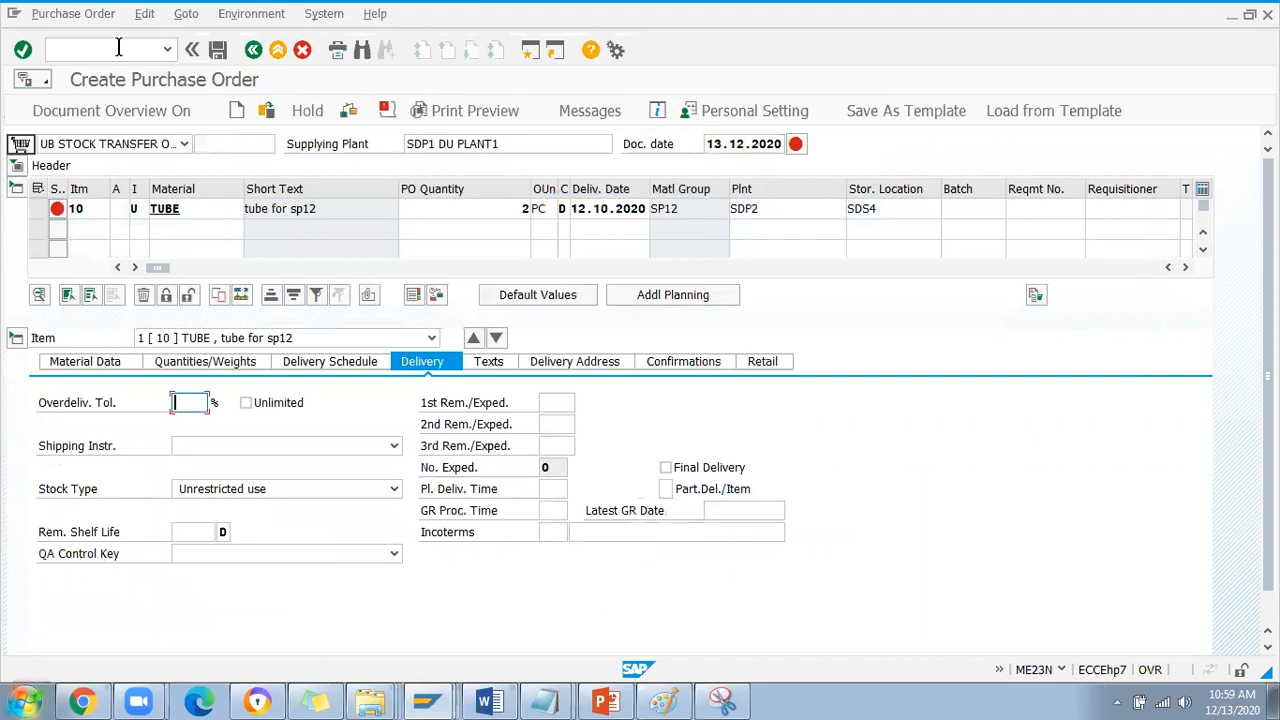 Purchase Order Edit Goto Environment System Help
Create Purchase Order
Document Overview On Hold Print Preview Messages Personal Setting Save As Template Load from Template
UB STOCK TRANSFER O... Supplying Plant SDP1 DU PLANT1 Doc. date 13.12.2020
Header
S.. Itm A I Material Short Text PO Quantity OUn C Deliv. Date Matl Group Plnt Stor. Location Batch Reqmt No. Requisitioner T
10 U TUBE tube for sp12 2 PC D 12.10.2020 SP12 SDP2 SDS4
Default Values Addl Planning
Item 1 [ 10 ] TUBE , tube for sp12
Material Data Quantities/Weights Delivery Schedule Delivery Texts Delivery Address Confirmations Retail
Overdeliv. Tol. % Unlimited 1st Rem./Exped.
2nd Rem./Exped.
Shipping Instr. 3rd Rem./Exped.
No. Exped. 0 Final Delivery
Stock Type Unrestricted use Pl. Deliv. Time Part.Del./Item
GR Proc. Time Latest GR Date
Rem. Shelf Life D Incoterms
QA Control Key
SAP » ME23N ECCEhp7 OVR
10:59 AM
12/13/2020